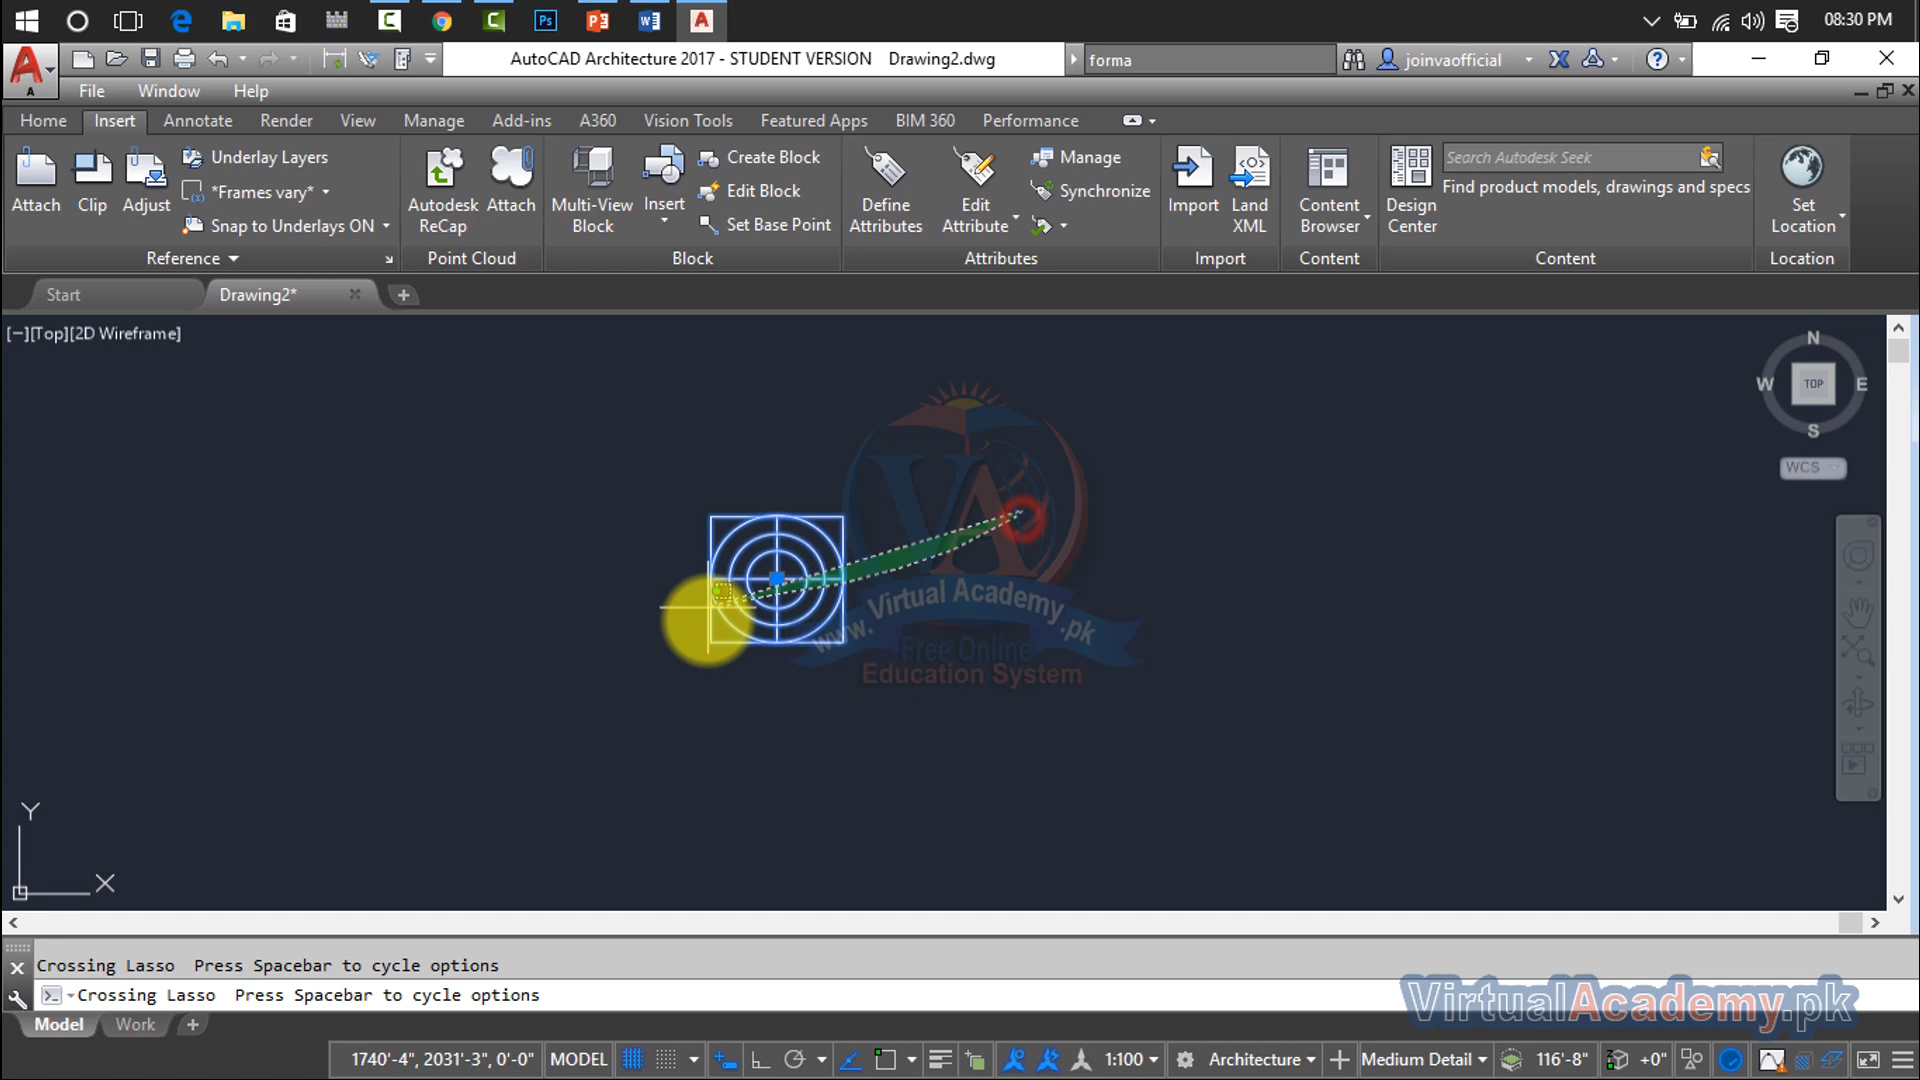 08:30 PM
AutoCAD Architecture 2017 - STUDENT VERSION Drawing2.dwg
forma
joinvaofficial
File Window Help
Home Insert Annotate Render View Manage Add-ins A360 Vision Tools Featured Apps BIM 360 Performance
Attach
Clip
Adjust
Underlay Layers
*Frames vary*
Snap to Underlays ON
Reference
Autodesk ReCap
Attach
Point Cloud
Multi-View Block
Insert
Create Block
Edit Block
Set Base Point
Block
Define Attributes
Edit Attribute
Manage
Synchronize
Attributes
Import
Land XML
Import
Content Browser
Content
Design Center
Search Autodesk Seek
Find product models, drawings and specs
Content
Set Location
Location
Start
Drawing2*
[−][Top][2D Wireframe]
N
W TOP E
S
WCS
VA
www.Virtual Academy.pk
Free Online
Education System
Y
X
Crossing Lasso Press Spacebar to cycle options
Crossing Lasso Press Spacebar to cycle options
VirtualAcademy.pk
Model Work
1740'-4", 2031'-3", 0'-0" MODEL 1:100 Architecture Medium Detail 116'-8" +0"